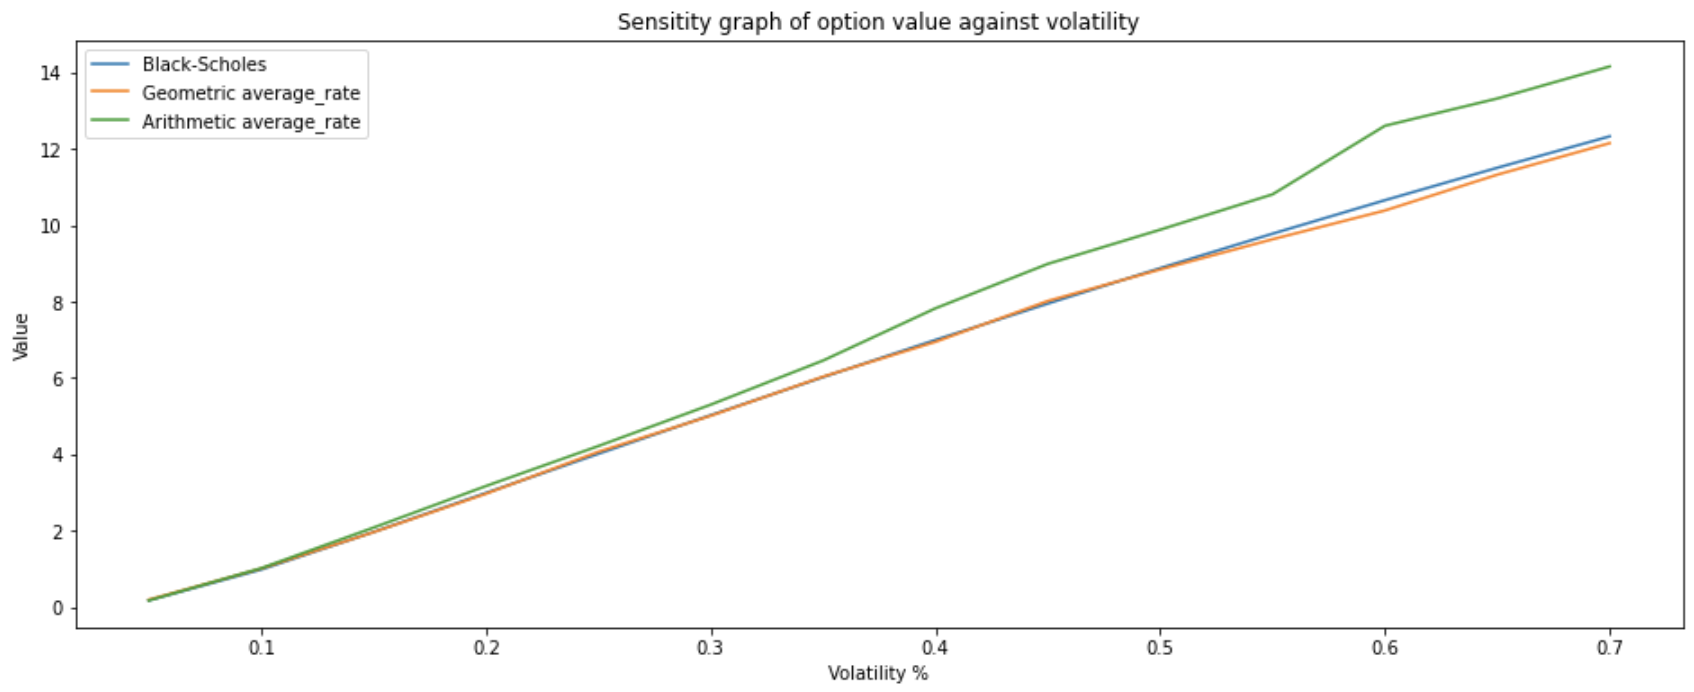 Sensitity graph of option value against volatility
Black-Scholes
Geometric average_rate
Arithmetic average_rate
14
12
10
8
6
4
2
0
Value
0.1 0.2 0.3 0.4 0.5 0.6 0.7
Volatility %